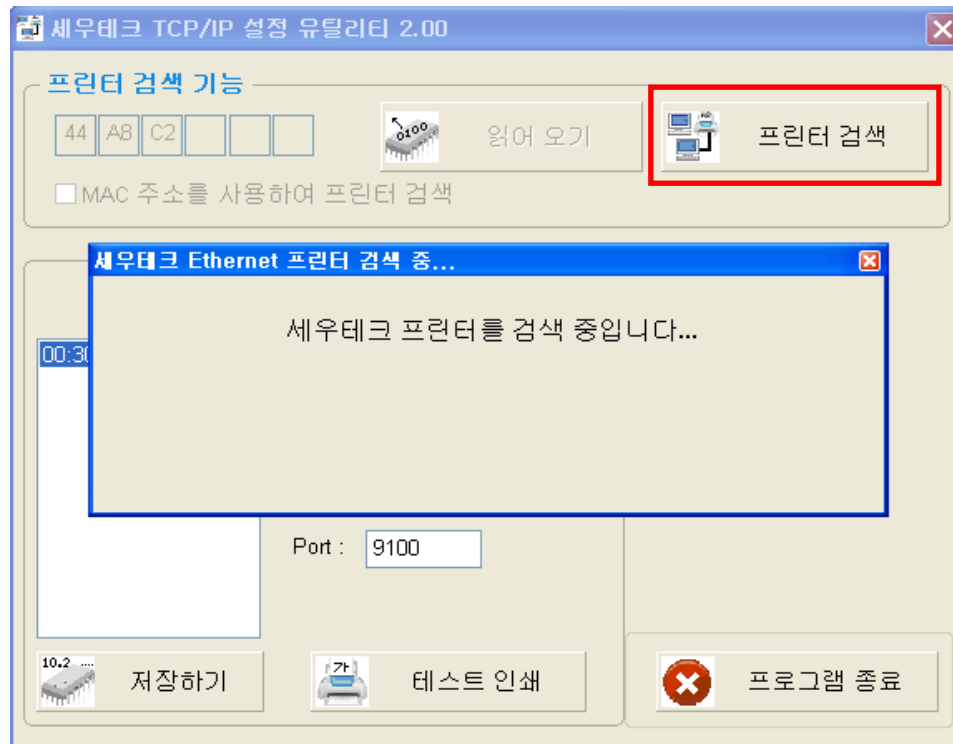 세우테크 TCP/IP 설정 유틸리티 2.00
프린터 검색 기능
44 A8 C2
읽어 오기
프린터 검색
MAC 주소를 사용하여 프린터 검색
세우테크 Ethernet 프린터 검색 중...
세우테크 프린터를 검색 중입니다...
Port : 9100
10.2 ....
저장하기
가
테스트 인쇄
프로그램 종료